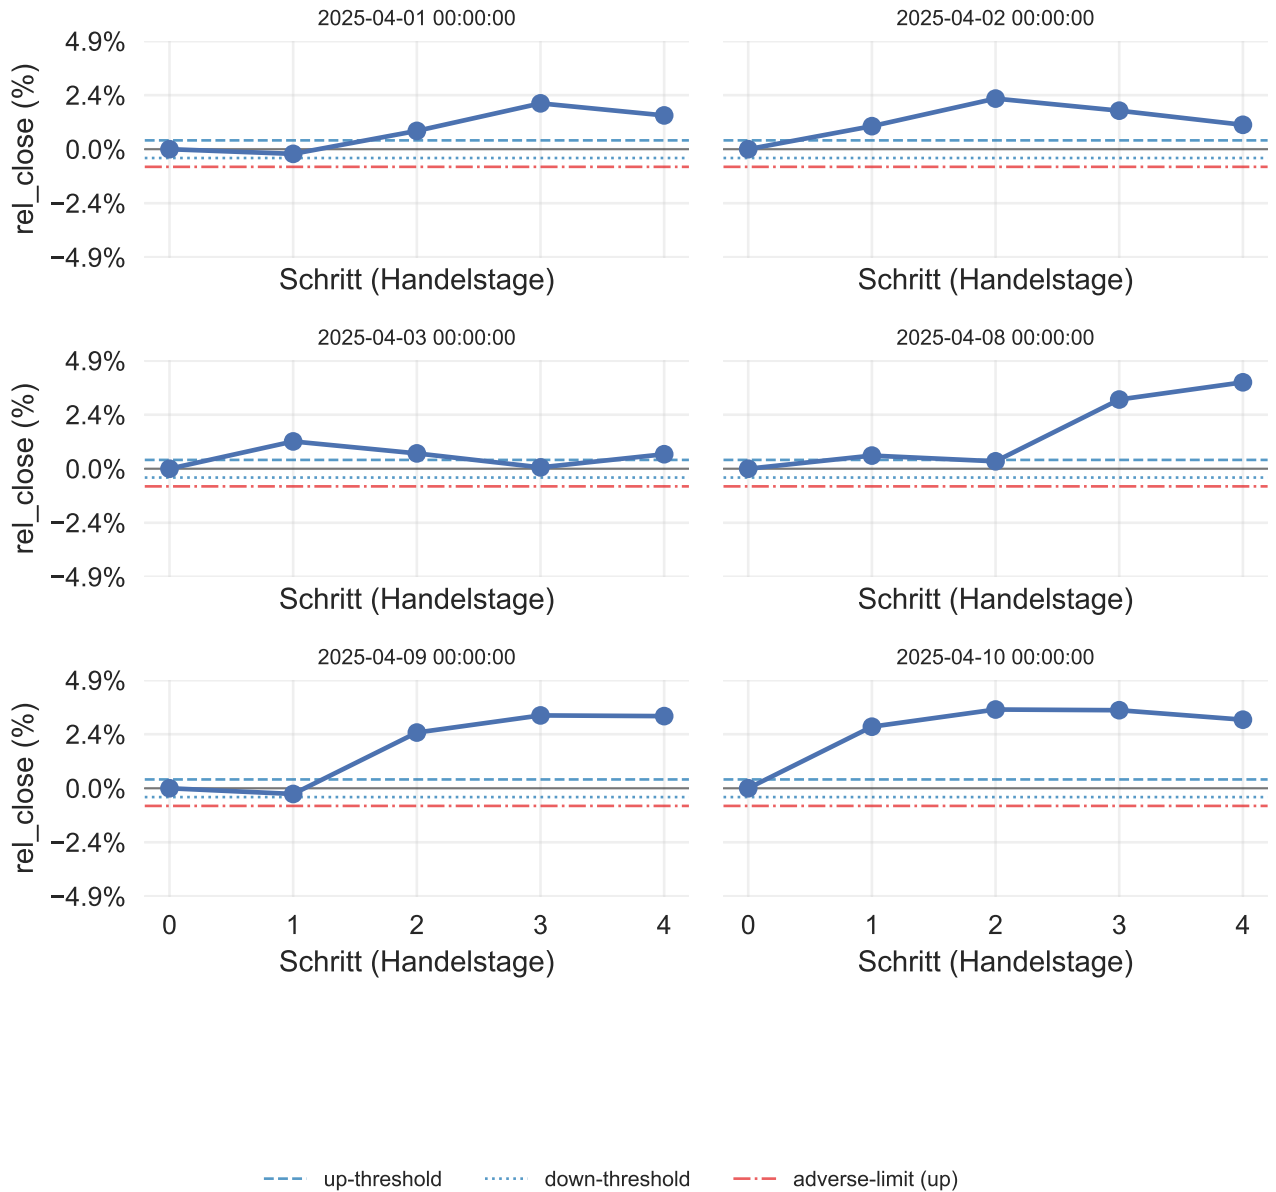 2025-04-01 00:00:00
2025-04-02 00:00:00
rel_close (%)
4.9%
2.4%
0.0%
−2.4%
−4.9%
Schritt (Handelstage)
Schritt (Handelstage)
2025-04-03 00:00:00
2025-04-08 00:00:00
rel_close (%)
4.9%
2.4%
0.0%
−2.4%
−4.9%
Schritt (Handelstage)
Schritt (Handelstage)
2025-04-09 00:00:00
2025-04-10 00:00:00
rel_close (%)
4.9%
2.4%
0.0%
−2.4%
−4.9%
0 1 2 3 4
0 1 2 3 4
Schritt (Handelstage)
Schritt (Handelstage)
up-threshold
down-threshold
adverse-limit (up)